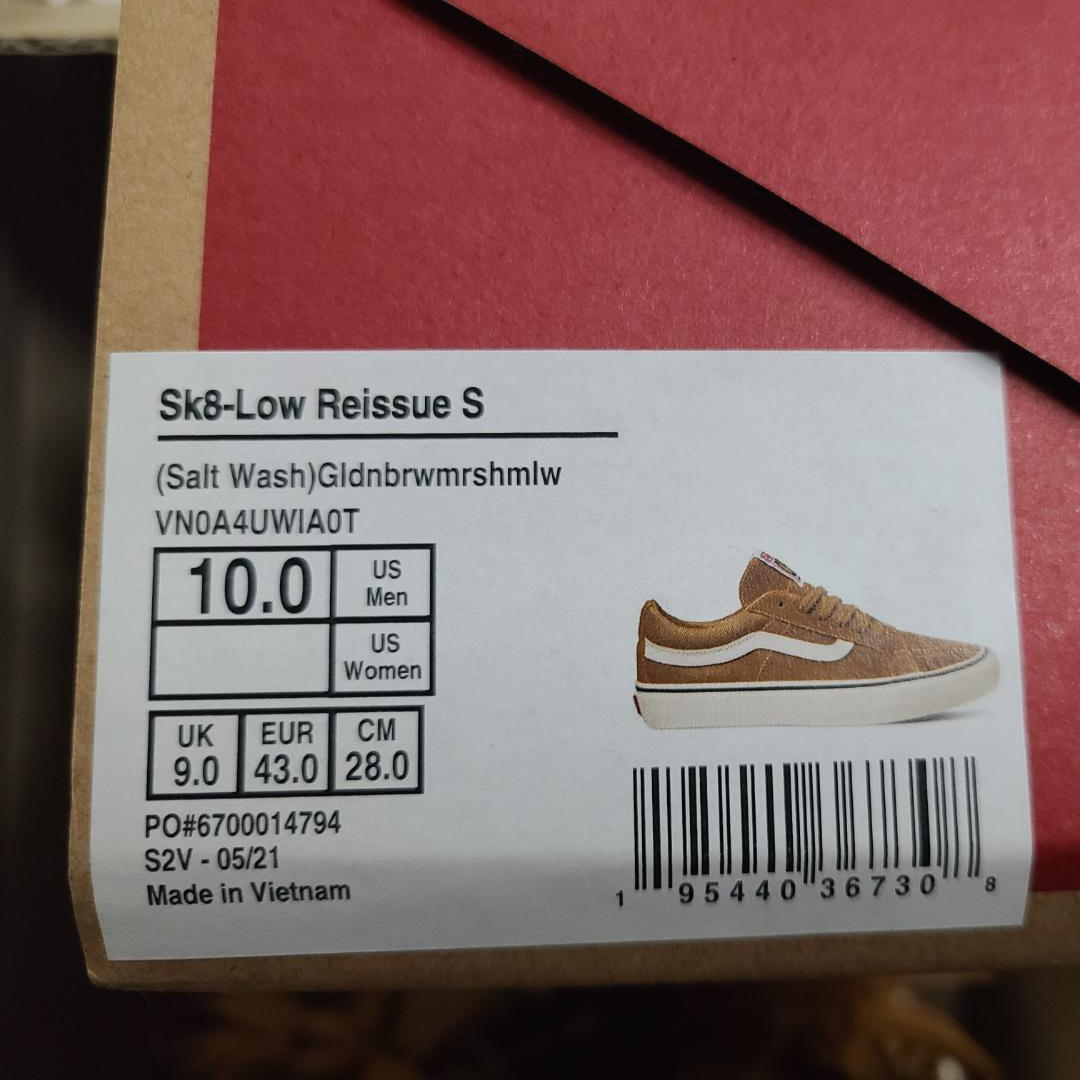 Sk8-Low Reissue S
(Salt Wash)Gldnbrwmrshmlw
VN0A4UWIA0T
10.0 US Men
US Women
UK EUR CM
9.0 43.0 28.0
PO#6700014794
S2V - 05/21
Made in Vietnam
1 95440 36730 8